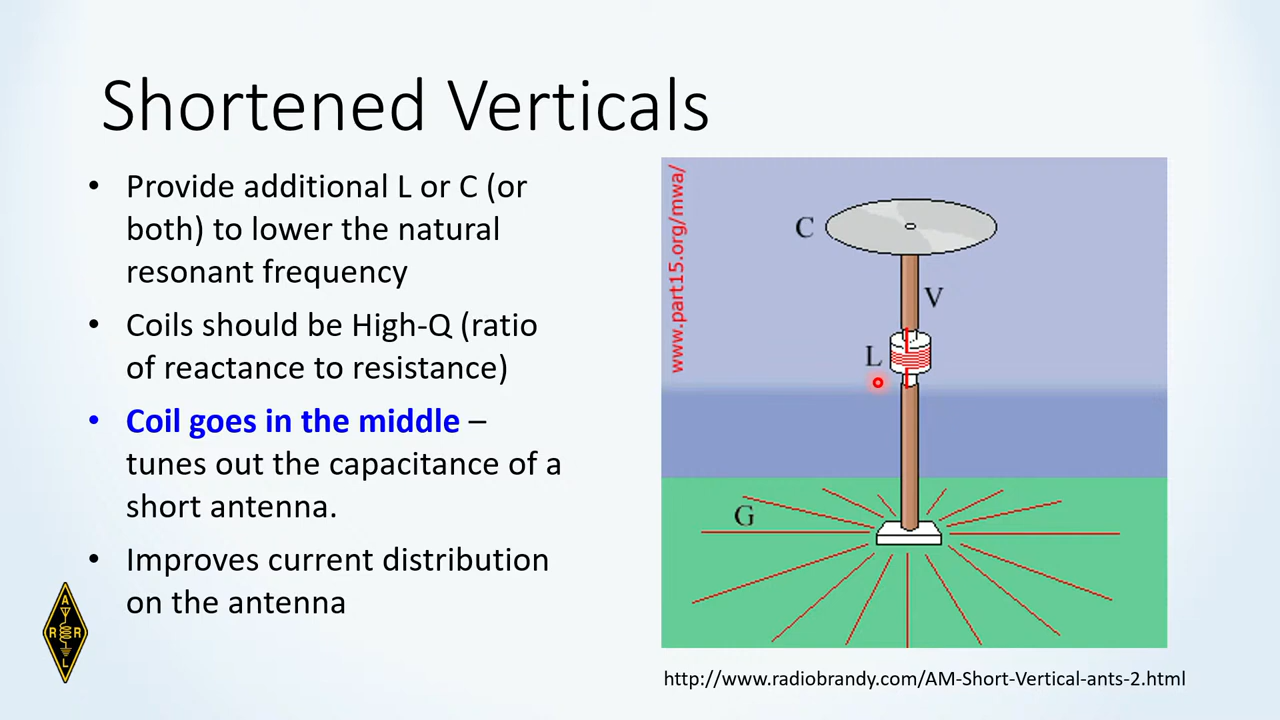 Shortened Verticals
• Provide additional L or C (or
both) to lower the natural
resonant frequency
• Coils should be High-Q (ratio
of reactance to resistance)
• Coil goes in the middle –
tunes out the capacitance of a
short antenna.
• Improves current distribution
on the antenna
www.part15.org/mwa/
C
V
L
G
A
R R
L
http://www.radiobrandy.com/AM-Short-Vertical-ants-2.html